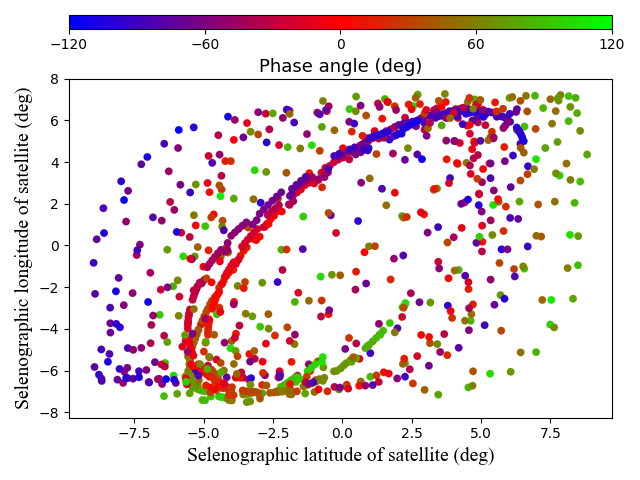 −120 −60 0 60 120
Phase angle (deg)
8
6
4
2
0
−2
−4
−6
−8
Selenographic longitude of satellite (deg)
−7.5 −5.0 −2.5 0.0 2.5 5.0 7.5
Selenographic latitude of satellite (deg)